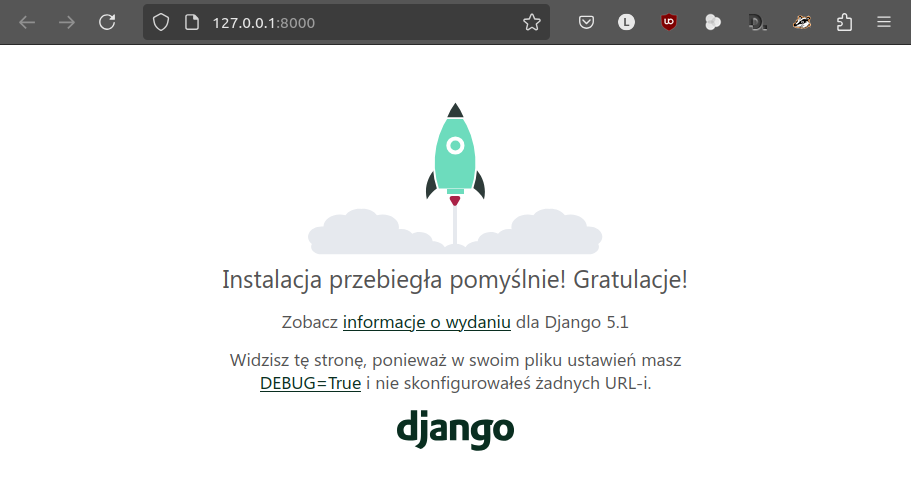 127.0.0.1:8000
L
UD
D.
Instalacja przebiegła pomyślnie! Gratulacje!
Zobacz informacje o wydaniu dla Django 5.1
Widzisz tę stronę, ponieważ w swoim pliku ustawień masz
DEBUG=True i nie skonfigurowałeś żadnych URL-i.
django